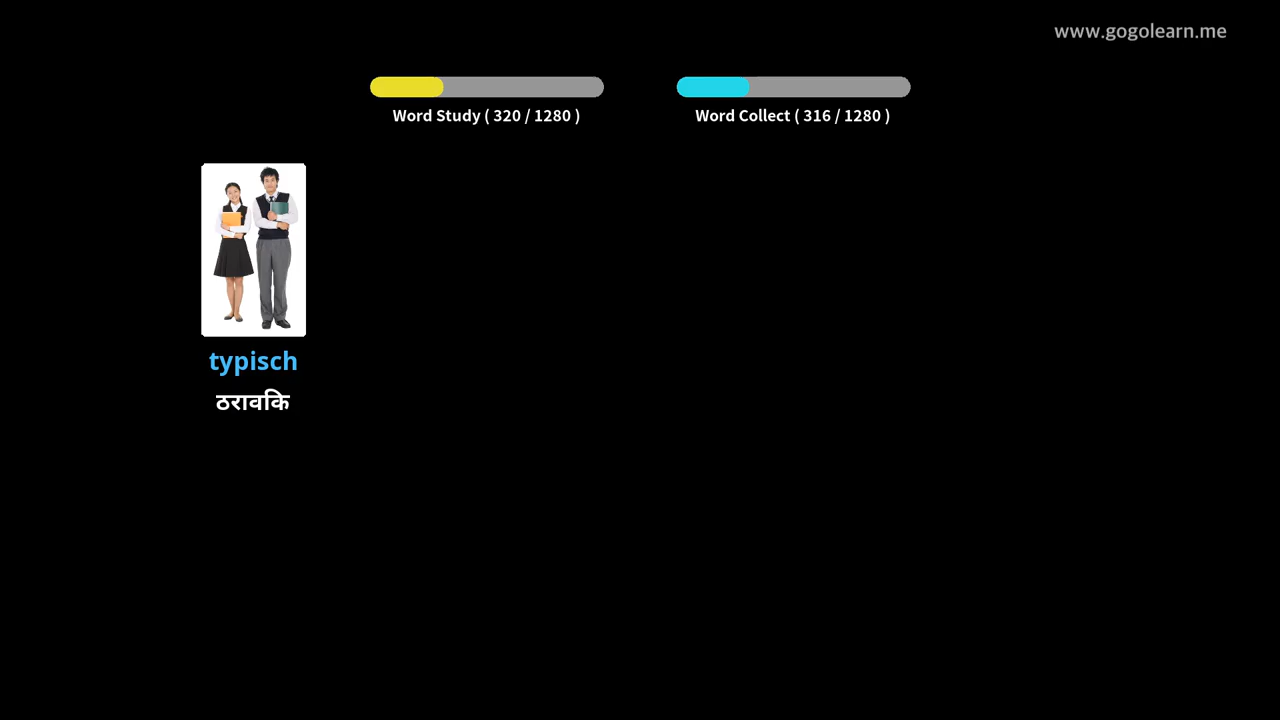 www.gogolearn.me
Word Study ( 320 / 1280 )
Word Collect ( 316 / 1280 )
typisch
ठरावकि